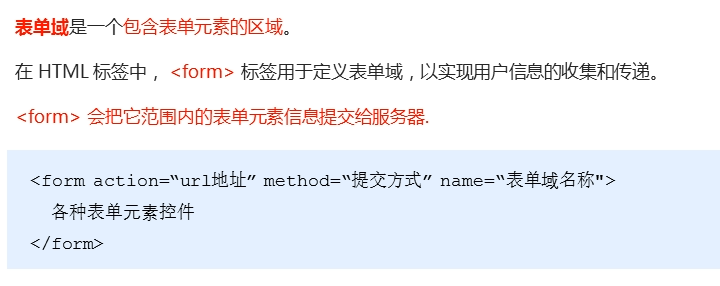 表单域是一个包含表单元素的区域。
在 HTML 标签中， <form> 标签用于定义表单域，以实现用户信息的收集和传递。
<form> 会把它范围内的表单元素信息提交给服务器.
<form action=“url地址” method=“提交方式” name=“表单域名称">
各种表单元素控件
</form>